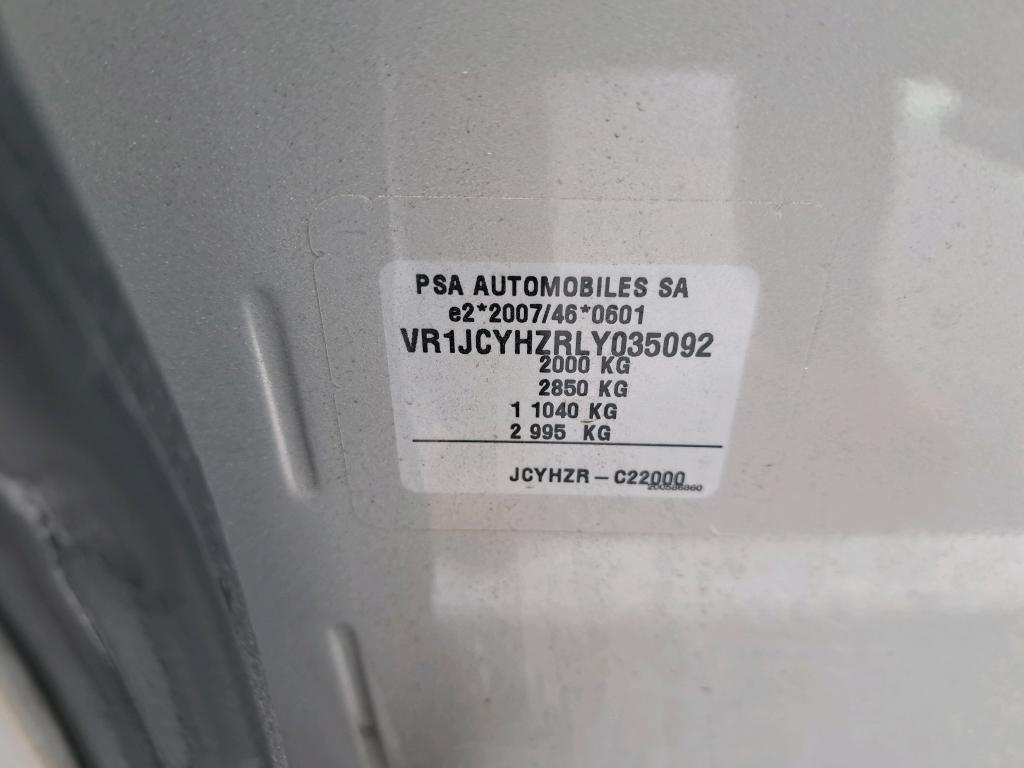 PSA AUTOMOBILES SA
e2*2007/46*0601
VR1JCYHZRLY035092
2000 KG
2850 KG
1 1040 KG
2 995 KG
JCYHZR – C22000